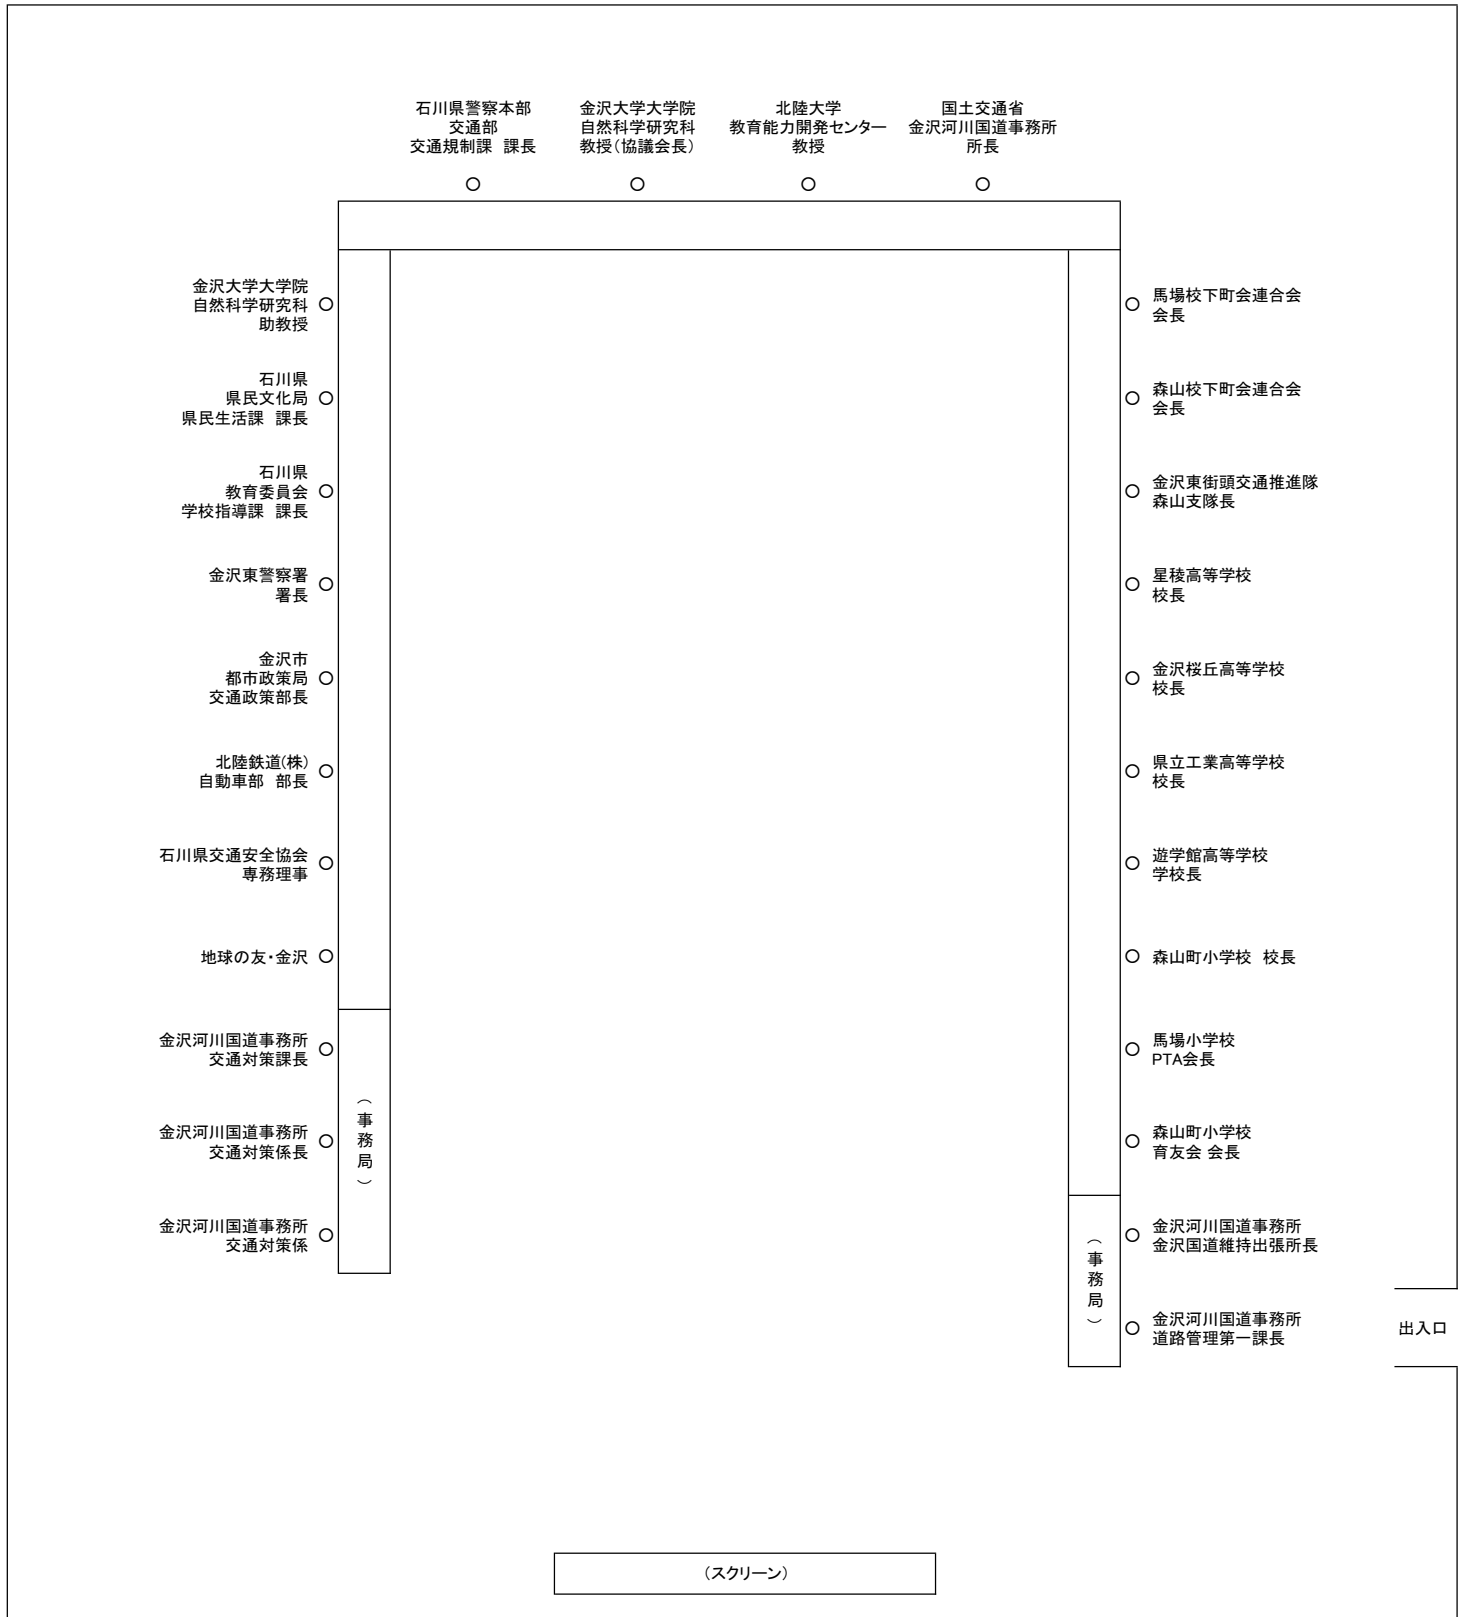 石川県警察本部
交通部
交通規制課 課長
金沢大学大学院
自然科学研究科
教授(協議会長)
北陸大学
教育能力開発センター
教授
国土交通省
金沢河川国道事務所
所長
金沢大学大学院
自然科学研究科
助教授
石川県
県民文化局
県民生活課 課長
石川県
教育委員会
学校指導課 課長
金沢東警察署
署長
金沢市
都市政策局
交通政策部長
北陸鉄道(株)
自動車部 部長
石川県交通安全協会
専務理事
地球の友・金沢
金沢河川国道事務所
交通対策課長
金沢河川国道事務所
交通対策係長
金沢河川国道事務所
交通対策係
(事務局)
馬場校下町会連合会
会長
森山校下町会連合会
会長
金沢東街頭交通推進隊
森山支隊長
星稜高等学校
校長
金沢桜丘高等学校
校長
県立工業高等学校
校長
遊学館高等学校
学校長
森山町小学校 校長
馬場小学校
PTA会長
森山町小学校
育友会 会長
金沢河川国道事務所
金沢国道維持出張所長
金沢河川国道事務所
道路管理第一課長
(事務局)
出入口
(スクリーン)